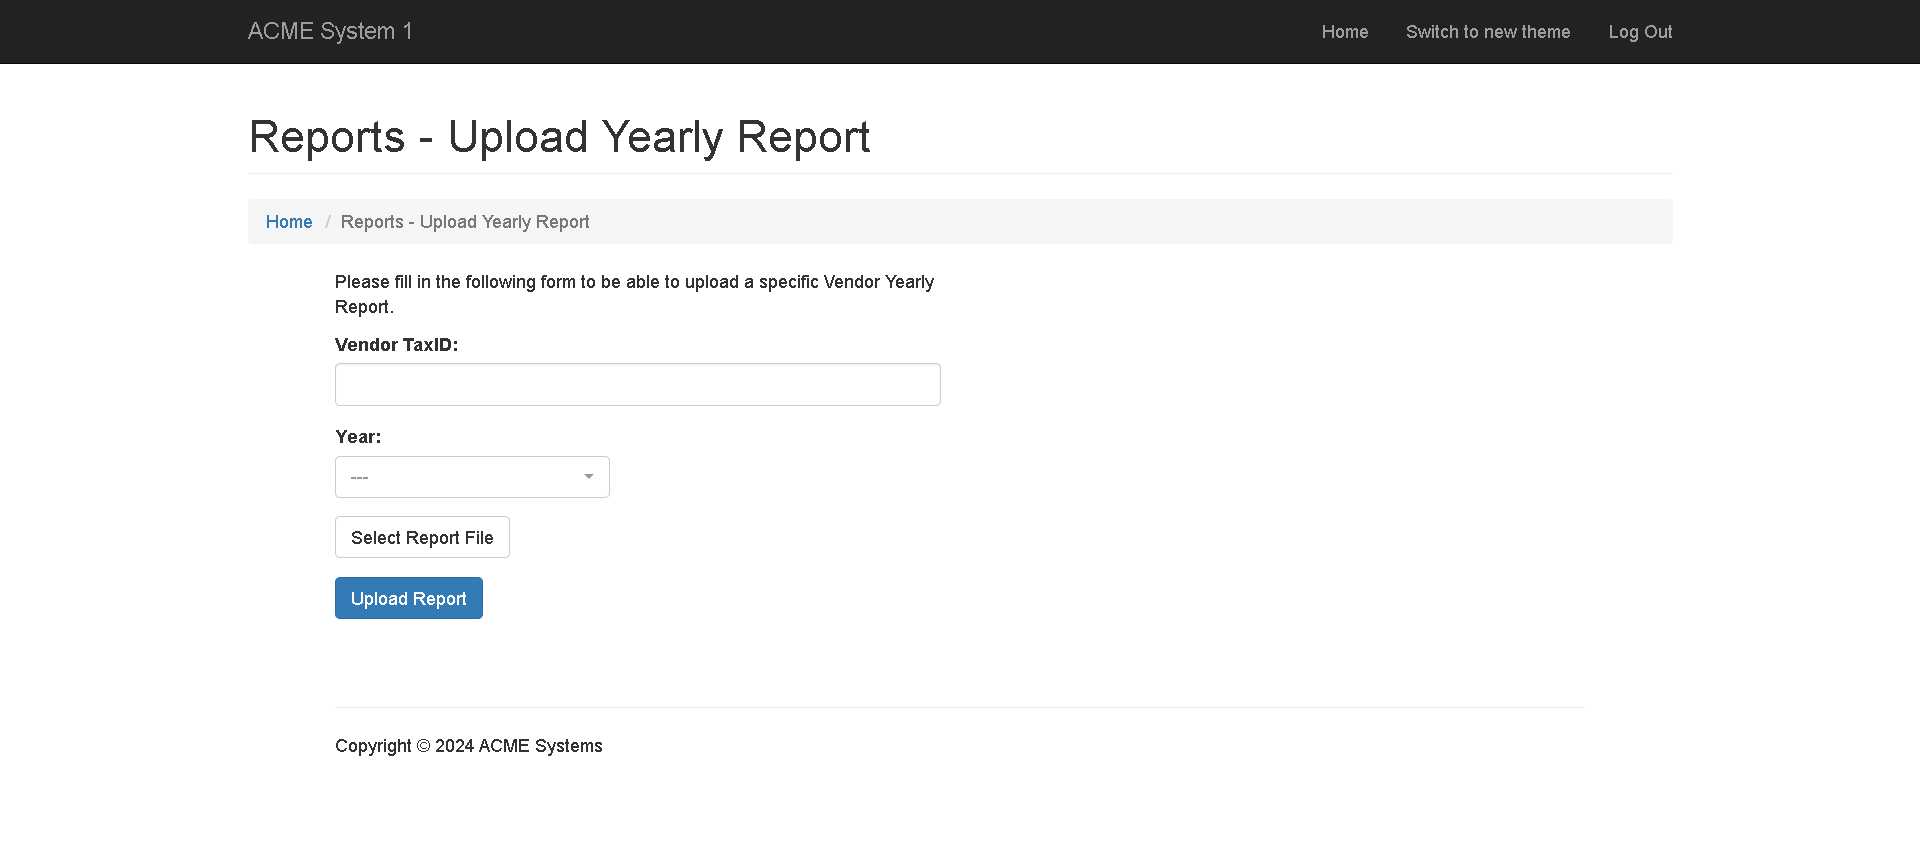 ACME System 1
Home
Switch to new theme
Log Out
Reports - Upload Yearly Report
Home / Reports - Upload Yearly Report
Please fill in the following form to be able to upload a specific Vendor Yearly
Report.
Vendor TaxID:
Year:
---
Select Report File
Upload Report
Copyright © 2024 ACME Systems